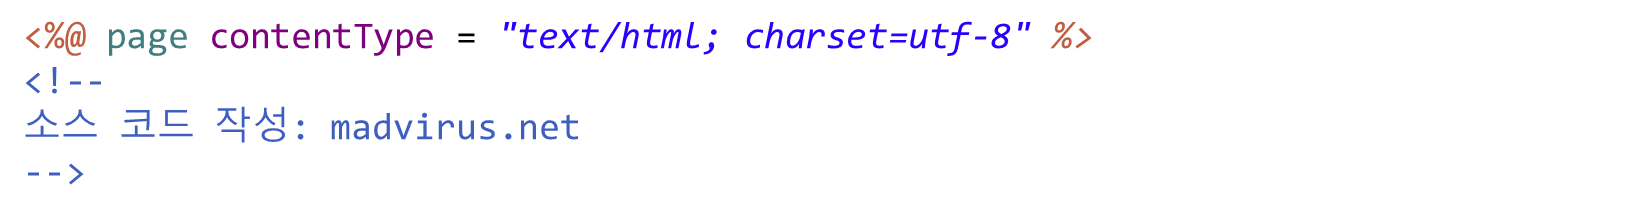 <%@ page contentType = "text/html; charset=utf-8" %>
<!--
소스 코드 작성: madvirus.net
-->